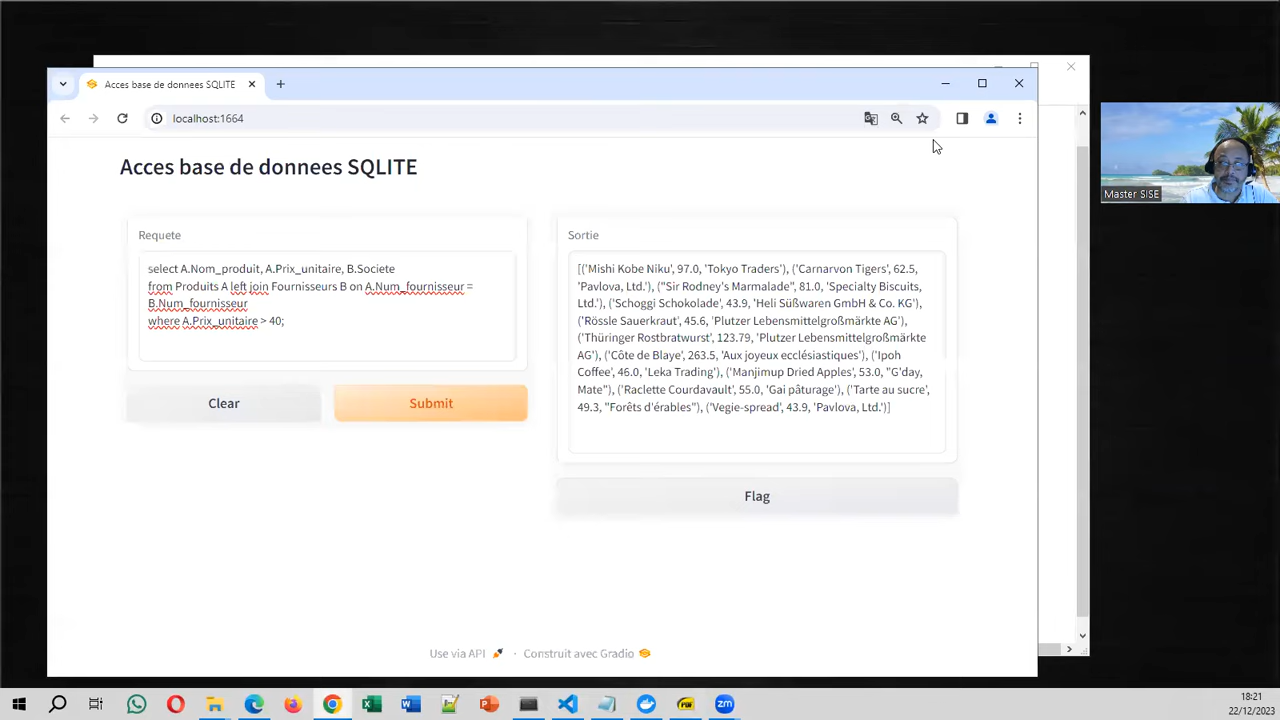 Acces base de donnees SQLITE
localhost:1664
Master SISE
Acces base de donnees SQLITE
Requete
select A.Nom_produit, A.Prix_unitaire, B.Societe
from Produits A left join Fournisseurs B on A.Num_fournisseur =
B.Num_fournisseur
where A.Prix_unitaire > 40;
Clear
Submit
Sortie
[('Mishi Kobe Niku', 97.0, 'Tokyo Traders'), ('Carnarvon Tigers', 62.5,
'Pavlova, Ltd.'), ("Sir Rodney's Marmalade", 81.0, 'Specialty Biscuits,
Ltd.'), ('Schoggi Schokolade', 43.9, 'Heli Süßwaren GmbH & Co. KG'),
('Rössle Sauerkraut', 45.6, 'Plutzer Lebensmittelgroßmärkte AG'),
('Thüringer Rostbratwurst', 123.79, 'Plutzer Lebensmittelgroßmärkte
AG'), ('Côte de Blaye', 263.5, 'Aux joyeux ecclésiastiques'), ('Ipoh
Coffee', 46.0, 'Leka Trading'), ('Manjimup Dried Apples', 53.0, "G'day,
Mate"), ('Raclette Courdavault', 55.0, 'Gai pâturage'), ('Tarte au sucre',
49.3, "Forêts d'érables"), ('Vegie-spread', 43.9, 'Pavlova, Ltd.')]
Flag
Use via API · Construit avec Gradio
18:21
22/12/2023